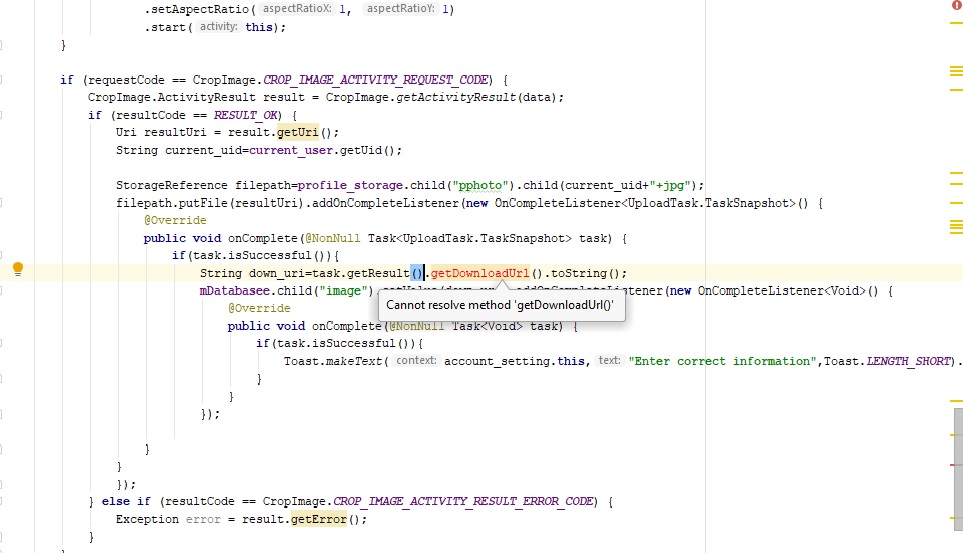 .setAspectRatio( aspectRatioX: 1, aspectRatioY: 1)
.start( activity: this);
}
if (requestCode == CropImage.CROP_IMAGE_ACTIVITY_REQUEST_CODE) {
CropImage.ActivityResult result = CropImage.getActivityResult(data);
if (resultCode == RESULT_OK) {
Uri resultUri = result.getUri();
String current_uid=current_user.getUid();
StorageReference filepath=profile_storage.child("pphoto").child(current_uid+"+jpg");
filepath.putFile(resultUri).addOnCompleteListener(new OnCompleteListener<UploadTask.TaskSnapshot>() {
@Override
public void onComplete(@NonNull Task<UploadTask.TaskSnapshot> task) {
if(task.isSuccessful()){
String down_uri=task.getResult().getDownloadUrl().toString();
mDatabasee.child("image") addOnCompleteListener(new OnCompleteListener<Void>() {
Cannot resolve method 'getDownloadUrl()'
@Override
public void onComplete(@NonNull Task<Void> task) {
if(task.isSuccessful()){
Toast.makeText( context: account_setting.this, text: "Enter correct information",Toast.LENGTH_SHORT).
}
}
});
}
}
});
} else if (resultCode == CropImage.CROP_IMAGE_ACTIVITY_RESULT_ERROR_CODE) {
Exception error = result.getError();
}